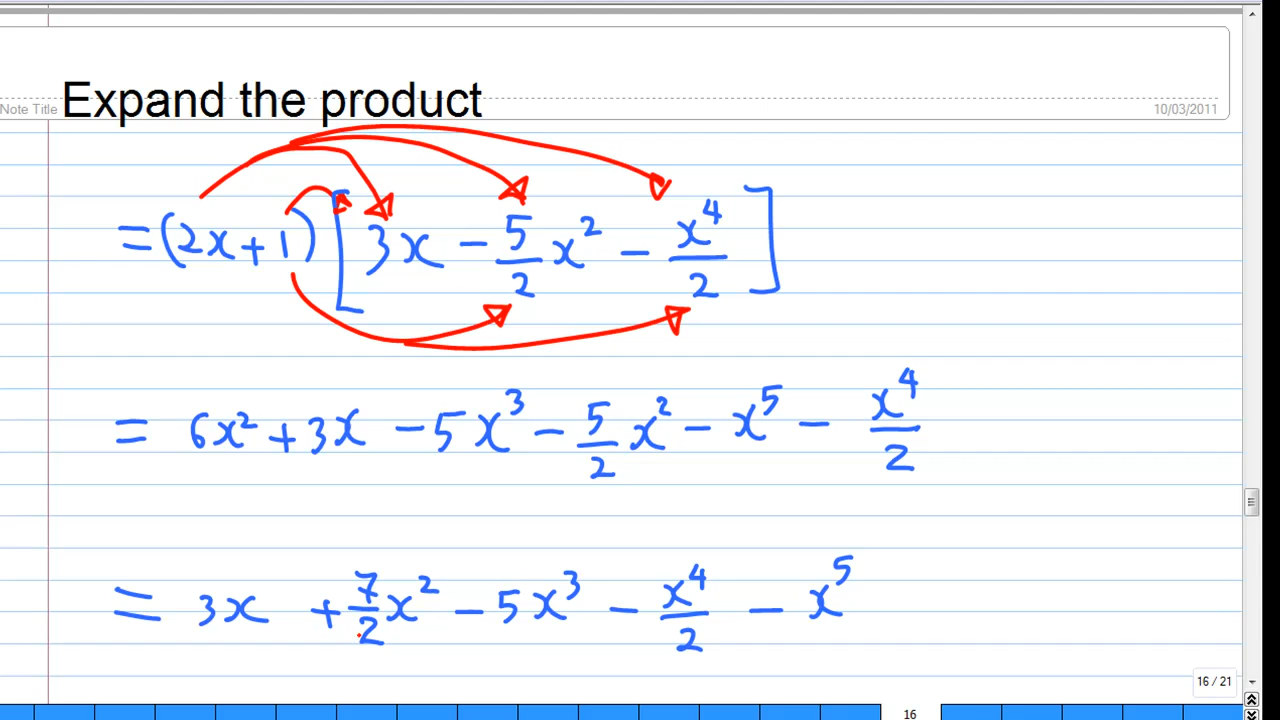 Expand the product
Note Title
10/03/2011
= (2x + 1) [ 3x − 5/2 x² − x⁴/2 ]
= 6x² + 3x − 5x³ − 5/2 x² − x⁵ − x⁴/2
= 3x + 7/2 x² − 5x³ − x⁴/2 − x⁵
16 / 21
16